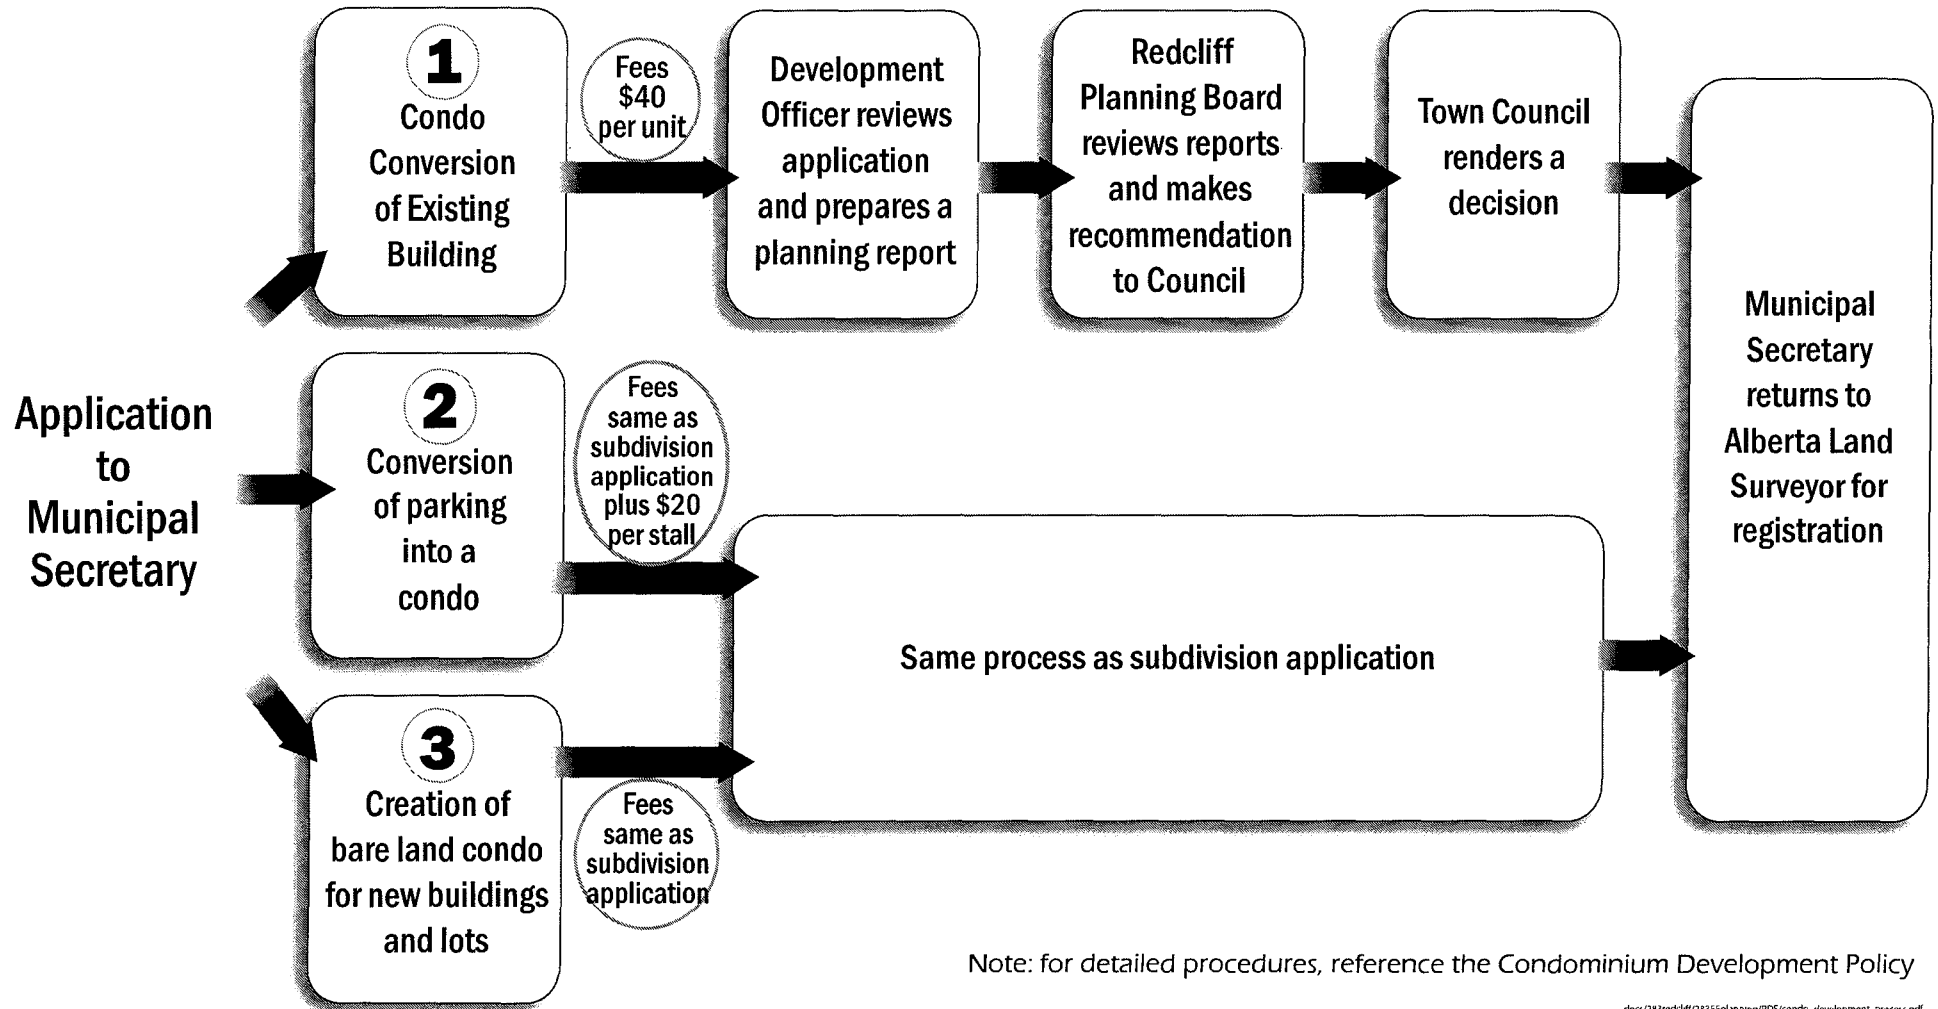 Application
to
Municipal
Secretary
1
Condo
Conversion
of Existing
Building
Fees
$40
per unit
Development
Officer reviews
application
and prepares a
planning report
Redcliff
Planning Board
reviews reports
and makes
recommendation
to Council
Town Council
renders a
decision
Municipal
Secretary
returns to
Alberta Land
Surveyor for
registration
2
Conversion
of parking
into a
condo
Fees
same as
subdivision
application
plus $20
per stall
Same process as subdivision application
3
Creation of
bare land condo
for new buildings
and lots
Fees
same as
subdivision
application
Note: for detailed procedures, reference the Condominium Development Policy